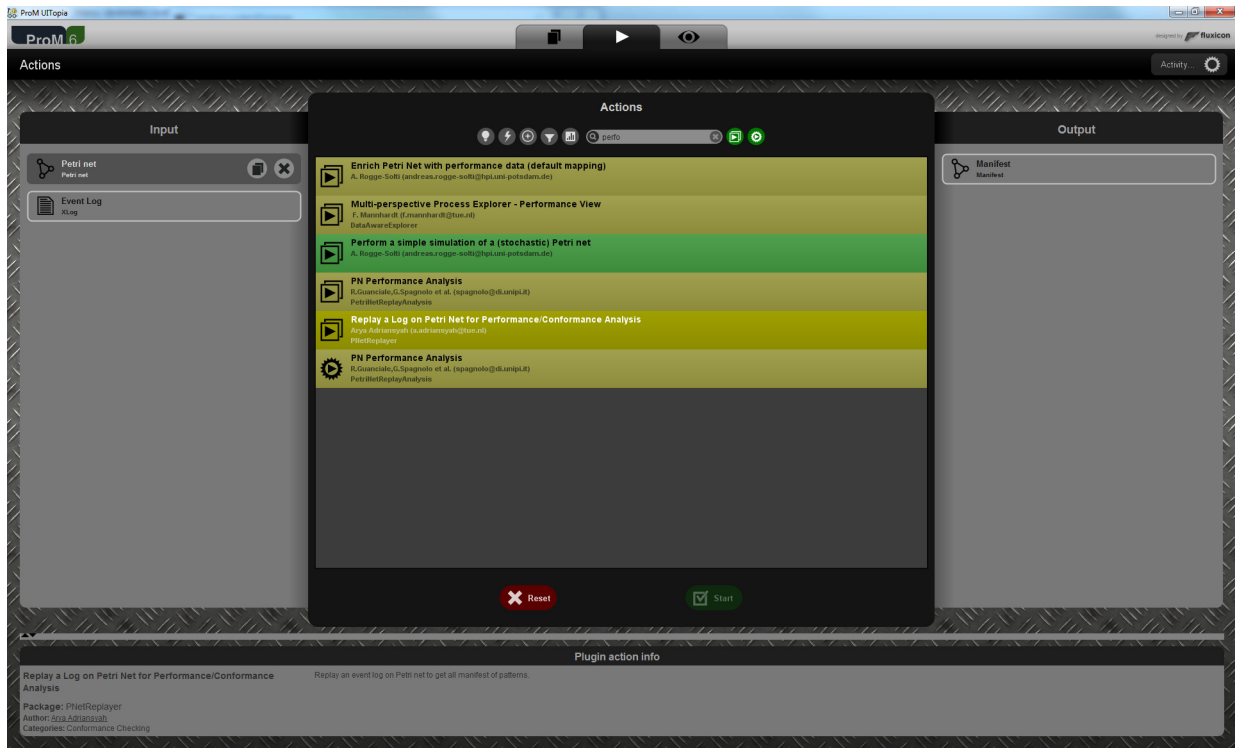 ProM UITopia
ProM 6
designed by fluxicon
Actions
Activity...
Actions
Input
Output
perfo
Petri net
Petri net
Event Log
XLog
Enrich Petri Net with performance data (default mapping)
A. Rogge-Solti (andreas.rogge-solti@hpi.uni-potsdam.de)
Multi-perspective Process Explorer - Performance View
F. Mannhardt (f.mannhardt@tue.nl)
DataAwareExplorer
Perform a simple simulation of a (stochastic) Petri net
A. Rogge-Solti (andreas.rogge-solti@hpi.uni-potsdam.de)
PN Performance Analysis
R.Guanciale,G.Spagnolo et al. (spagnolo@di.unipi.it)
PetriNetReplayAnalysis
Replay a Log on Petri Net for Performance/Conformance Analysis
Arya Adriansyah (a.adriansyah@tue.nl)
PNetReplayer
PN Performance Analysis
R.Guanciale,G.Spagnolo et al. (spagnolo@di.unipi.it)
PetriNetReplayAnalysis
Manifest
Manifest
Reset
Start
Plugin action info
Replay a Log on Petri Net for Performance/Conformance
Analysis
Replay an event log on Petri net to get all manifest of patterns.
Package: PNetReplayer
Author: Arya Adriansyah
Categories: Conformance Checking